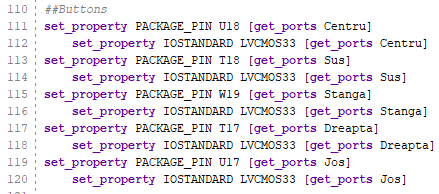 110 ##Buttons
111 set_property PACKAGE_PIN U18 [get_ports Centru]
112 set_property IOSTANDARD LVCMOS33 [get_ports Centru]
113 set_property PACKAGE_PIN T18 [get_ports Sus]
114 set_property IOSTANDARD LVCMOS33 [get_ports Sus]
115 set_property PACKAGE_PIN W19 [get_ports Stanga]
116 set_property IOSTANDARD LVCMOS33 [get_ports Stanga]
117 set_property PACKAGE_PIN T17 [get_ports Dreapta]
118 set_property IOSTANDARD LVCMOS33 [get_ports Dreapta]
119 set_property PACKAGE_PIN U17 [get_ports Jos]
120 set_property IOSTANDARD LVCMOS33 [get_ports Jos]